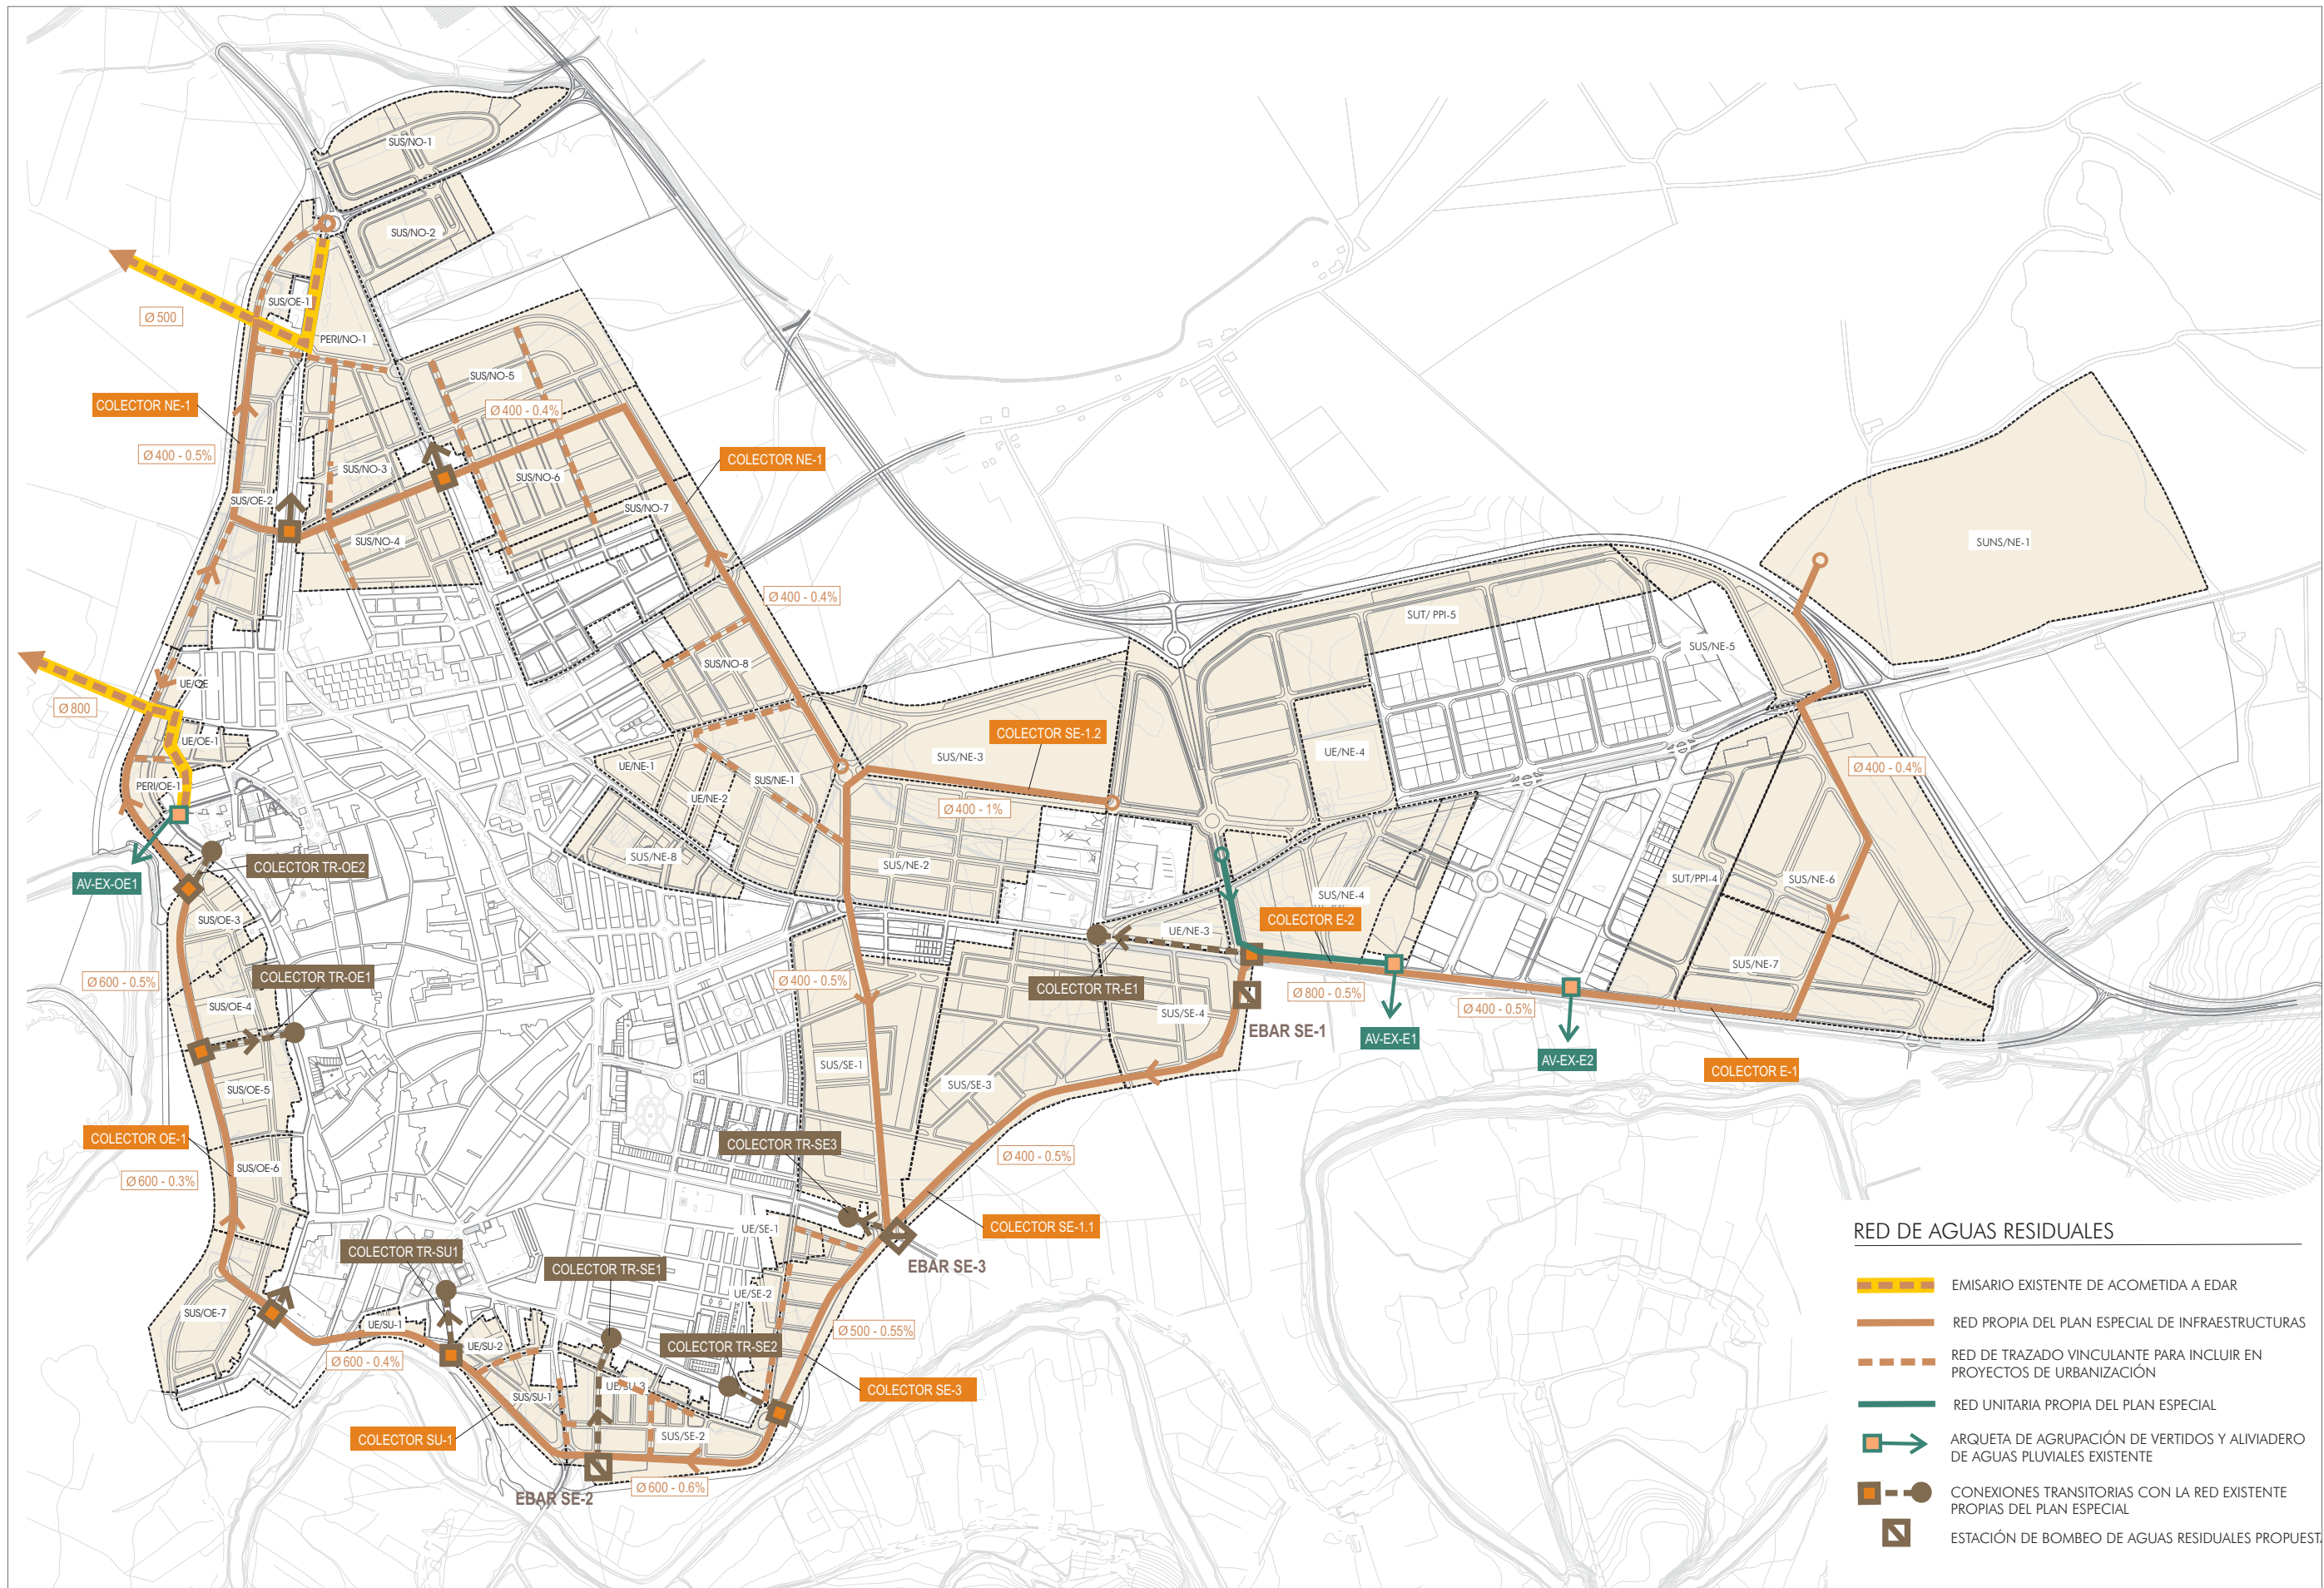 SUS/NO-1
SUS/NO-2
SUS/OE-1
Ø 500
PERI/NO-1
SUS/NO-5
COLECTOR NE-1
Ø 400 - 0.4%
Ø 400 - 0.5%
COLECTOR NE-1
SUS/NO-3
SUS/NO-6
SUS/OE-2
SUS/NO-7
SUS/NO-4
SUNS/NE-1
Ø 400 - 0.4%
SUT/ PPI-5
SUS/NE-5
SUS/NO-8
UE/OE
Ø 800
COLECTOR SE-1.2
UE/OE-1
SUS/NE-3
UE/NE-4
UE/NE-1
Ø 400 - 0.4%
SUS/NE-1
PERI/OE-1
UE/NE-2
Ø 400 - 1%
SUS/NE-8
SUS/NE-2
COLECTOR TR-OE2
AV-EX-OE1
SUT/PPI-4
SUS/NE-6
SUS/NE-4
SUS/OE-3
COLECTOR E-2
UE/NE-3
SUS/NE-7
COLECTOR TR-OE1
Ø 600 - 0.5%
Ø 400 - 0.5%
COLECTOR TR-E1
Ø 800 - 0.5%
Ø 400 - 0.5%
SUS/OE-4
SUS/SE-4
EBAR SE-1
AV-EX-E1
AV-EX-E2
SUS/SE-1
COLECTOR E-1
SUS/SE-3
SUS/OE-5
COLECTOR OE-1
COLECTOR TR-SE3
Ø 400 - 0.5%
SUS/OE-6
Ø 600 - 0.3%
UE/SE-1
COLECTOR SE-1.1
COLECTOR TR-SU1
COLECTOR TR-SE1
EBAR SE-3
UE/SE-2
SUS/OE-7
UE/SU-1
Ø 500 - 0.55%
UE/SU-2
COLECTOR TR-SE2
Ø 600 - 0.4%
UE/SU-3
COLECTOR SE-3
SUS/SU-1
COLECTOR SU-1
SUS/SE-2
Ø 600 - 0.6%
EBAR SE-2
RED DE AGUAS RESIDUALES
EMISARIO EXISTENTE DE ACOMETIDA A EDAR
RED PROPIA DEL PLAN ESPECIAL DE INFRAESTRUCTURAS
RED DE TRAZADO VINCULANTE PARA INCLUIR EN
PROYECTOS DE URBANIZACIÓN
RED UNITARIA PROPIA DEL PLAN ESPECIAL
ARQUETA DE AGRUPACIÓN DE VERTIDOS Y ALIVIADERO
DE AGUAS PLUVIALES EXISTENTE
CONEXIONES TRANSITORIAS CON LA RED EXISTENTE
PROPIAS DEL PLAN ESPECIAL
ESTACIÓN DE BOMBEO DE AGUAS RESIDUALES PROPUESTA